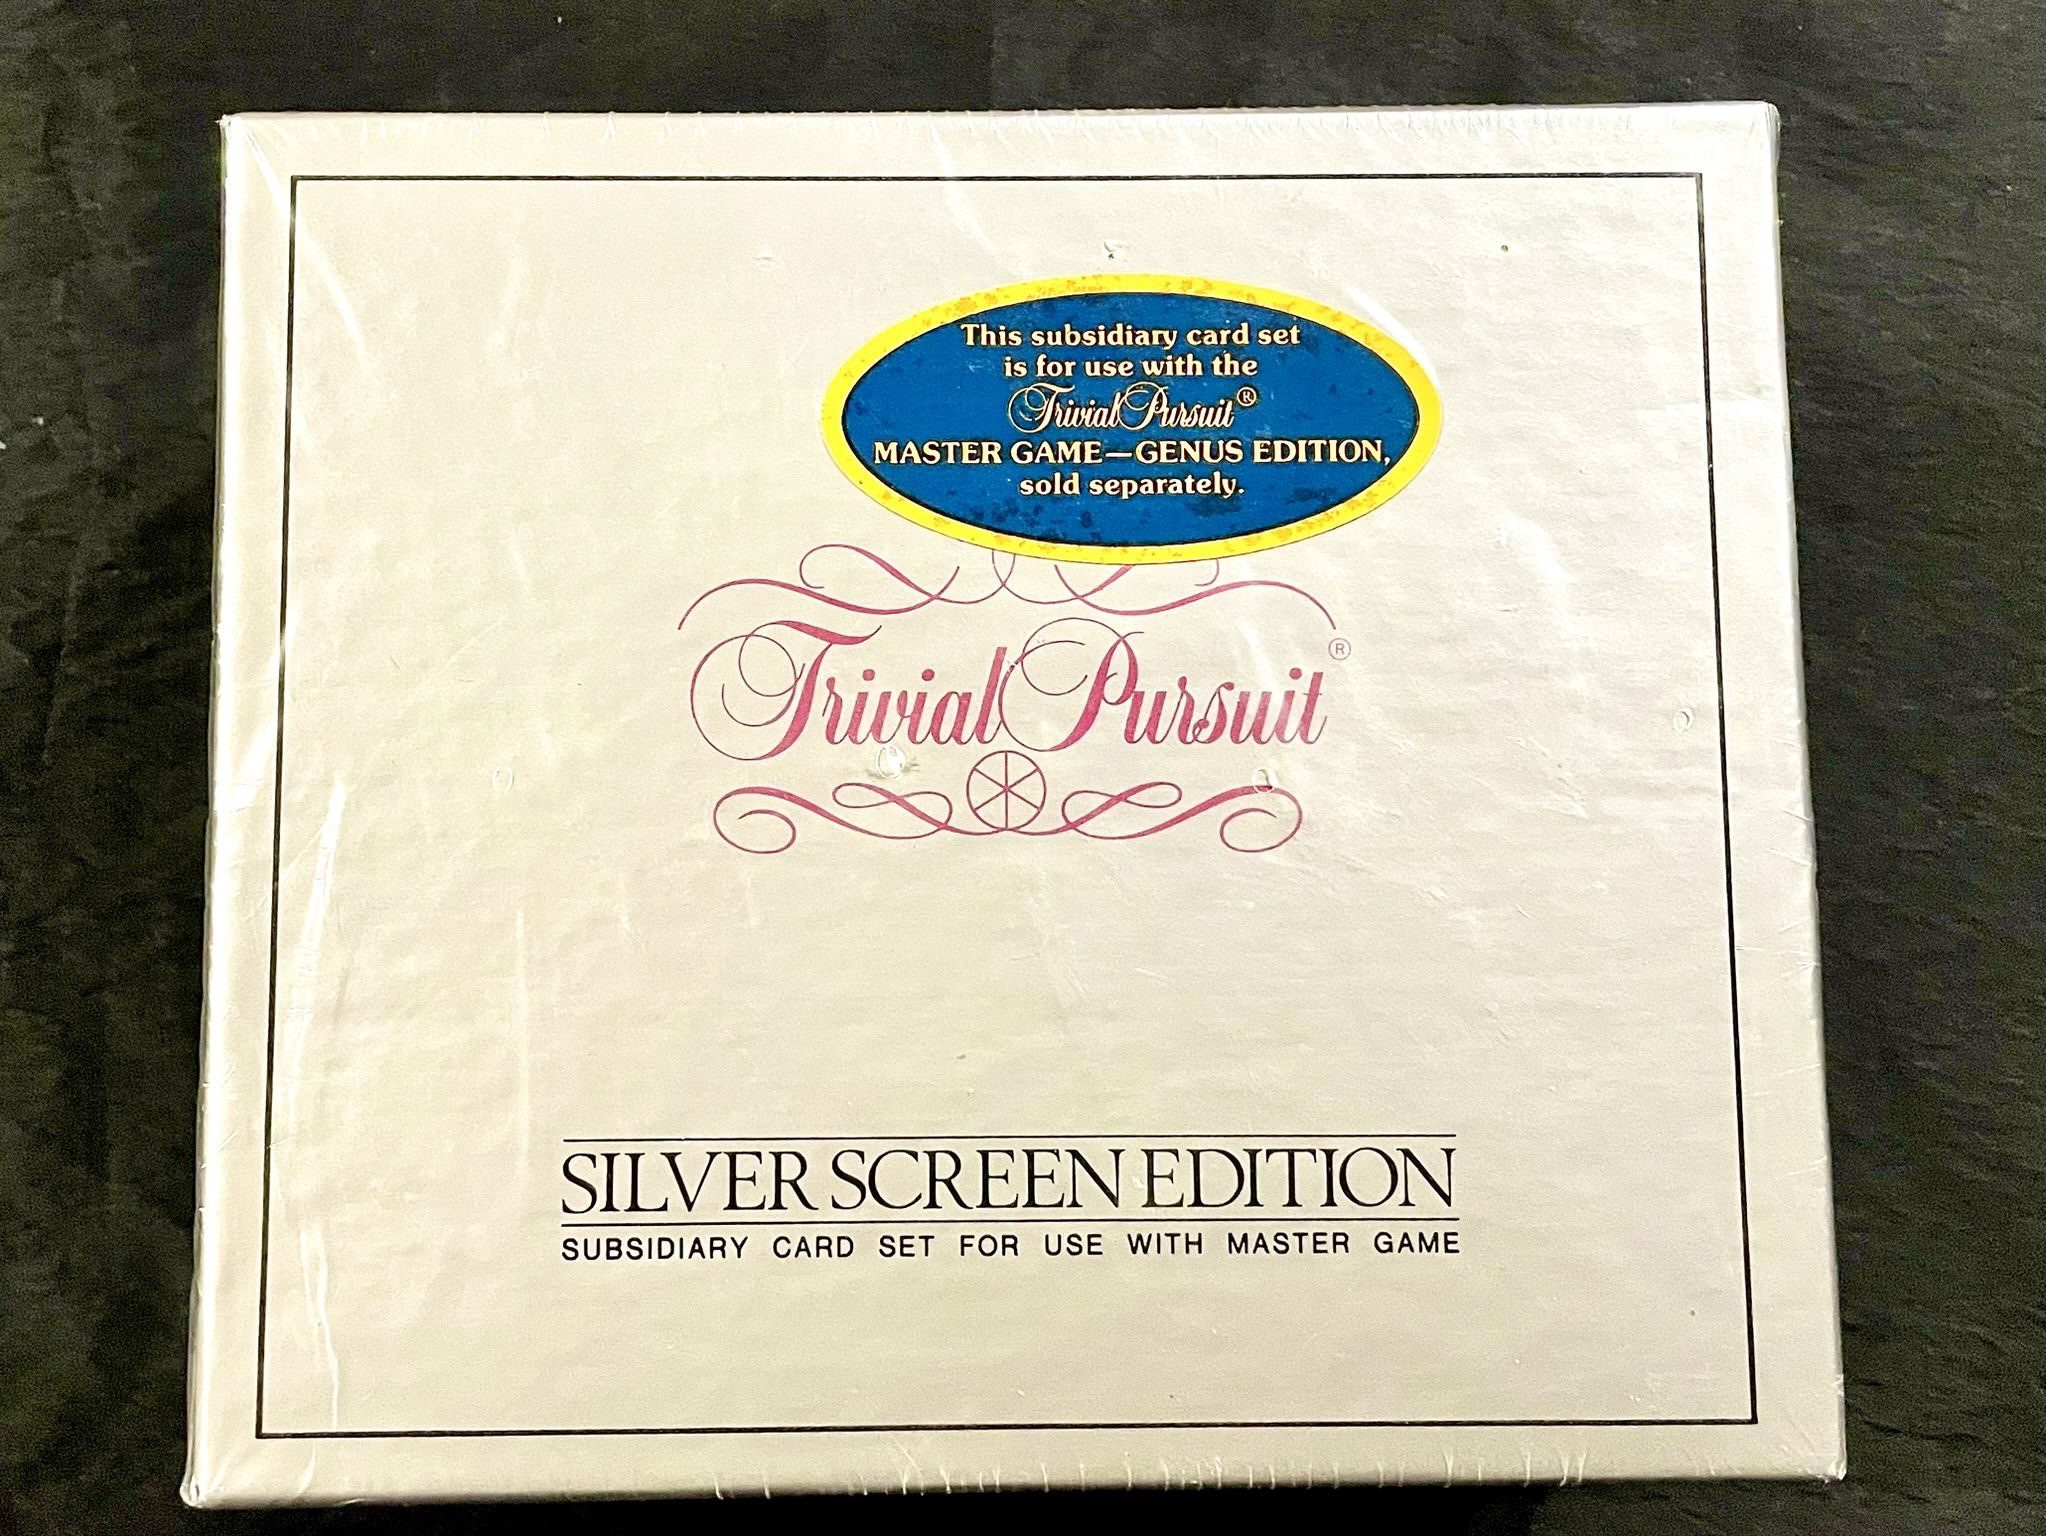 This subsidiary card set
is for use with the
Trivial Pursuit®
MASTER GAME—GENUS EDITION,
sold separately.
Trivial Pursuit®
SILVER SCREEN EDITION
SUBSIDIARY CARD SET FOR USE WITH MASTER GAME